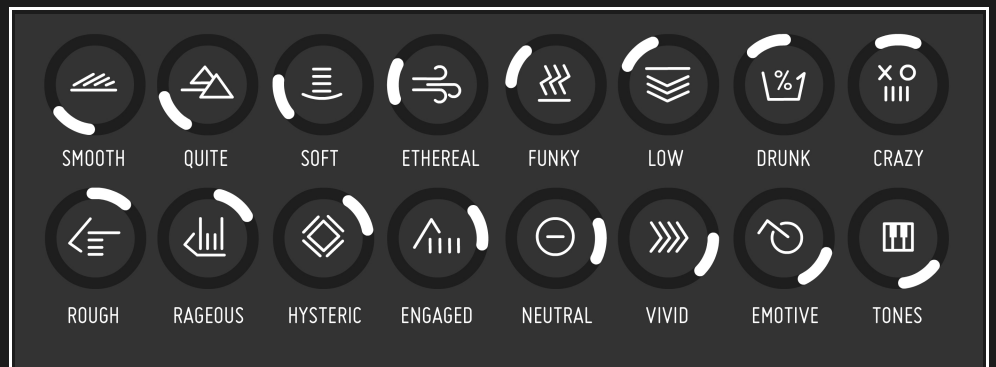 SMOOTH QUITE SOFT ETHEREAL FUNKY LOW DRUNK CRAZY
ROUGH RAGEOUS HYSTERIC ENGAGED NEUTRAL VIVID EMOTIVE TONES